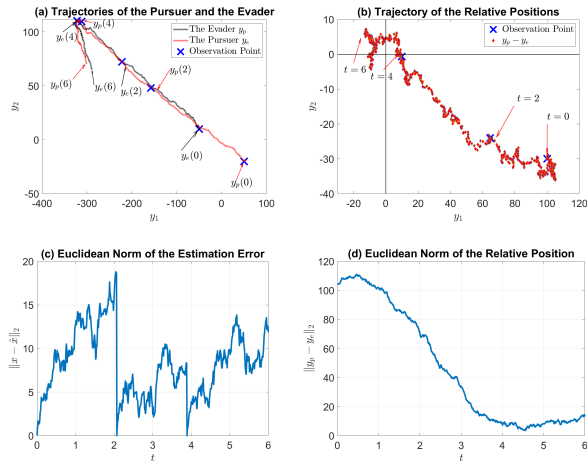 (a) Trajectories of the Pursuer and the Evader
The Evader y_p
The Pursuer y_e
Observation Point
y_p(4)
y_e(4)
y_p(2)
y_p(6)
y_e(6)
y_e(2)
y_e(0)
y_p(0)
100
50
0
-50
y_2
-400 -300 -200 -100 0 100
y_1
(b) Trajectory of the Relative Positions
Observation Point
y_p − y_e
t = 6
t = 4
t = 2
t = 0
10
0
-10
-20
-30
-40
y_2
-20 0 20 40 60 80 100 120
y_1
(c) Euclidean Norm of the Estimation Error
20
15
10
5
0
‖x − x̂‖_2
0 1 2 3 4 5 6
t
(d) Euclidean Norm of the Relative Position
120
100
80
60
40
20
0
‖y_p − y_e‖_2
0 1 2 3 4 5 6
t